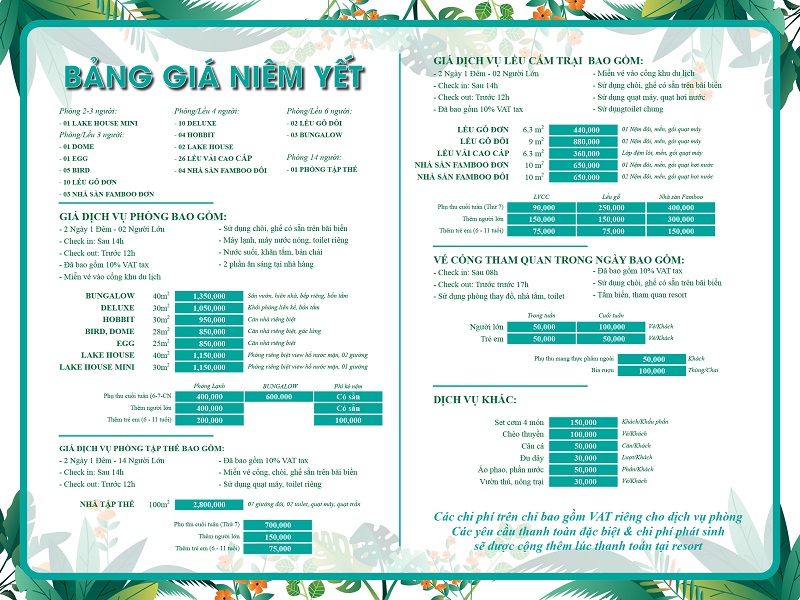 BẢNG GIÁ NIÊM YẾT
Phòng 2-3 người:
- 01 LAKE HOUSE MINI
Phòng/Lều 3 người:
- 01 DOME
- 01 EGG
- 05 BIRD
- 10 LỀU GỖ ĐƠN
- 03 NHÀ SÀN FAMBOO ĐƠN
Phòng/Lều 4 người:
- 10 DELUXE
- 04 HOBBIT
- 02 LAKE HOUSE
- 26 LỀU VẢI CAO CẤP
- 04 NHÀ SÀN FAMBOO ĐÔI
Phòng/Lều 6 người:
- 02 LỀU GỖ ĐÔI
- 03 BUNGALOW
Phòng 14 người:
- 01 PHÒNG TẬP THỂ
GIÁ DỊCH VỤ PHÒNG BAO GỒM:
- 2 Ngày 1 Đêm - 02 Người Lớn
- Check in: Sau 14h
- Check out: Trước 12h
- Đã bao gồm 10% VAT tax
- Miễn vé vào cổng khu du lịch
- Sử dụng chòi, ghế có sẵn trên bãi biển
- Máy lạnh, máy nước nóng, toilet riêng
- Nước suối, khăn tắm, bàn chải
- 2 phần ăn sáng tại nhà hàng
BUNGALOW 40m2 1,350,000 Sân vườn, hiên nhà, bếp riêng, bồn tắm
DELUXE 30m2 1,050,000 Khối phòng liền kề, bồn tắm
HOBBIT 30m2 950,000 Căn nhà riêng biệt
BIRD, DOME 28m2 850,000 Căn nhà riêng biệt, gác lửng
EGG 25m2 850,000 Căn nhà riêng biệt
LAKE HOUSE 40m2 1,150,000 Phòng riêng biệt view hồ nước mặn, 02 giường
LAKE HOUSE MINI 30m2 1,150,000 Phòng riêng biệt view hồ nước mặn, 01 giường
Phòng Lạnh BUNGALOW Phí kê nệm
Phụ thu cuối tuần (6-7-CN 400,000 600.000 Có sẵn
Thêm người lớn 400,000 Có sẵn
Thêm trẻ em (6 - 11 tuổi) 200,000 100,000
GIÁ DỊCH VỤ PHÒNG TẬP THỂ BAO GỒM:
- 2 Ngày 1 Đêm - 14 Người Lớn
- Check in: Sau 14h
- Check out: Trước 12h
- Đã bao gồm 10% VAT tax
- Miễn vé cổng, chòi, ghế sẵn trên bãi biển
- Sử dụng quạt máy, toilet riêng
NHÀ TẬP THỂ 100m2 2,800,000 07 giường đôi, 02 toilet, quạt máy, quạt trần
Phụ thu cuối tuần (Thứ 7) 700,000
Thêm người lớn 150,000
Thêm trẻ em (6 - 11 tuổi) 75,000
GIÁ DỊCH VỤ LỀU CẮM TRẠI BAO GỒM:
- 2 Ngày 1 Đêm - 02 Người Lớn
- Check in: Sau 14h
- Check out: Trước 12h
- Đã bao gồm 10% VAT tax
- Miễn vé vào cổng khu du lịch
- Sử dụng chòi, ghế có sẵn trên bãi biển
- Sử dụng quạt máy, quạt hơi nước
- Sử dụngtoilet chung
LỀU GỖ ĐƠN 6,3 m2 440,000 01 Nệm đôi, mền, gối quạt máy
LỀU GỖ ĐÔI 9 m2 880,000 02 Nệm đôi, mền, gối quạt máy
LỀU VẢI CAO CẤP 6.3 m2 360,000 Lớp đệm lót, mền, gối quạt máy
NHÀ SÀN FAMBOO ĐƠN 10 m2 650,000 01 Nệm đôi, mền, gối quạt hơi nước
NHÀ SÀN FAMBOO ĐÔI 10 m2 650,000 02 Nệm đôi, mền, gối quạt hơi nước
LVCC Lều gỗ Nhà sàn Famboo
Phụ thu cuối tuần (Thứ 7) 90,000 250,000 400,000
Thêm người lớn 150,000 150,000 300,000
Thêm trẻ em (6 - 11 tuổi) 75,000 75,000 150,000
VÉ CỔNG THAM QUAN TRONG NGÀY BAO GỒM:
- Check in: Sau 08h
- Check out: Trước trước 17h
- Sử dụng phòng thay đồ, nhà tắm, toilet
- Đã bao gồm 10% VAT tax
- Sử dụng chòi, ghế có sẵn trên bãi biển
- Tắm biển, tham quan resort
Trong tuần Cuối tuần
Người lớn 50,000 100,000 Vé/Khách
Trẻ em 50,000 50,000 Vé/Khách
Phụ thu mang thực phẩm ngoài 50,000 Khách
Bia rượu 100,000 Thùng/Chai
DỊCH VỤ KHÁC:
Set cơm 4 món 150,000 Khách/Khẩu phần
Chèo thuyền 100,000 Vé/Khách
Câu cá 50,000 Cần/Khách
Đu dây 30,000 Lượt/Khách
Áo phao, phần nước 50,000 Phần/Khách
Vườn thú, nông trại 30,000 Vé/Khách
Các chi phí trên chỉ bao gồm VAT riêng cho dịch vụ phòng
Các yêu cầu thanh toán đặc biệt & chi phí phát sinh
sẽ được cộng thêm lúc thanh toán tại resort